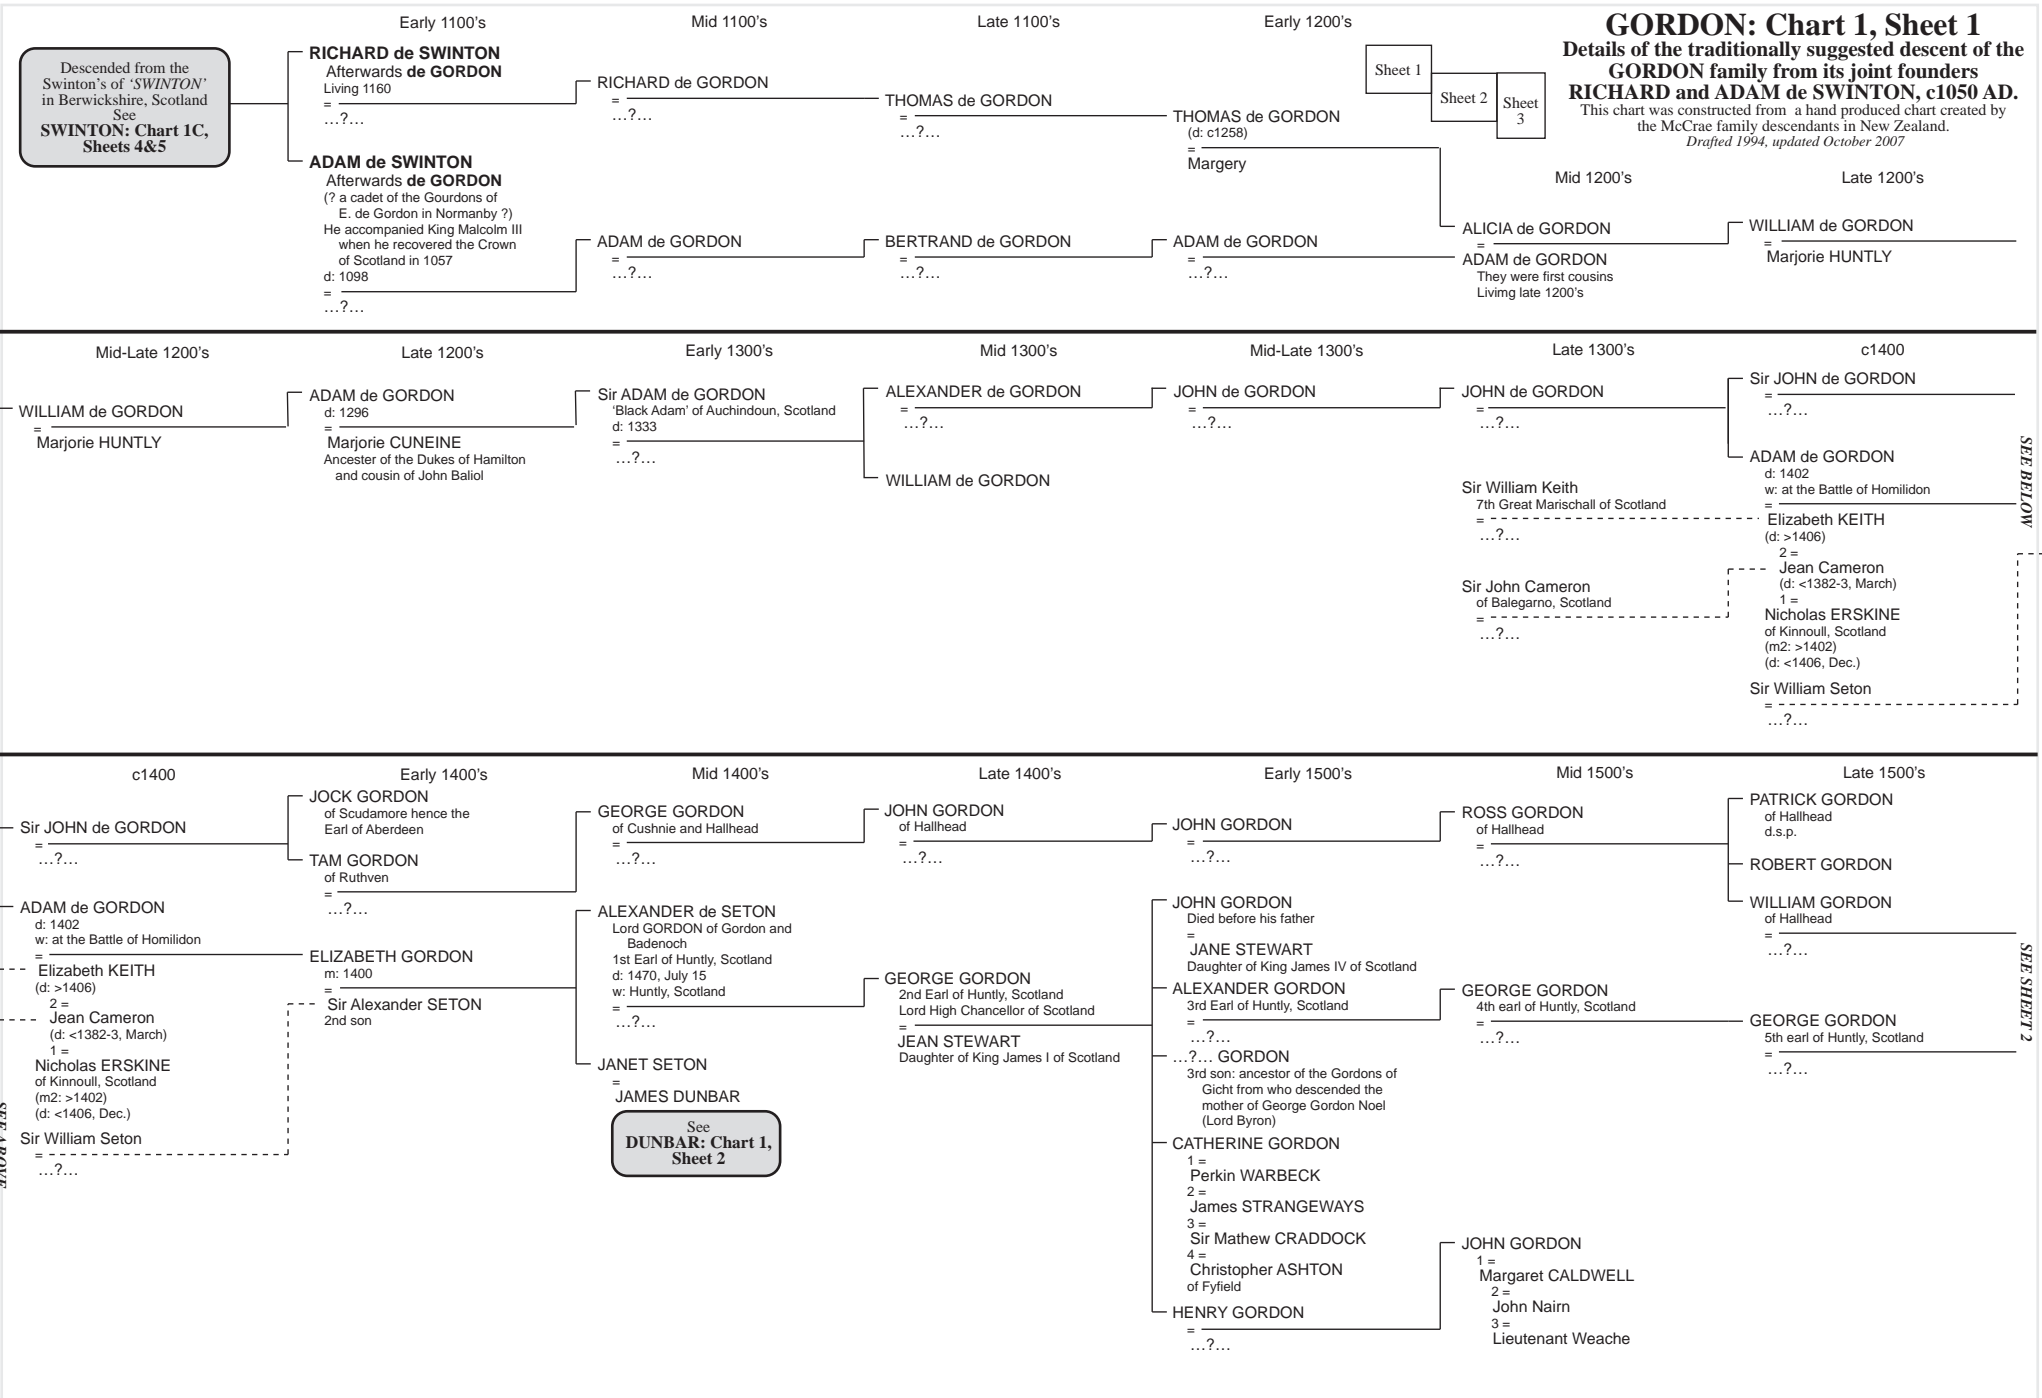 GORDON: Chart 1, Sheet 1
Details of the traditionally suggested descent of the
GORDON family from its joint founders
RICHARD and ADAM de SWINTON, c1050 AD.
This chart was constructed from a hand produced chart created by
the McCrae family descendants in New Zealand.
Drafted 1994, updated October 2007
Sheet 1
Sheet 2
Sheet
3
Early 1100's
Mid 1100's
Late 1100's
Early 1200's
Mid 1200's
Late 1200's
Descended from the
Swinton's of 'SWINTON'
in Berwickshire, Scotland
See
SWINTON: Chart 1C,
Sheets 4&5
RICHARD de SWINTON
Afterwards de GORDON
Living 1160
=
...?...
ADAM de SWINTON
Afterwards de GORDON
(? a cadet of the Gourdons of
E. de Gordon in Normanby ?)
He accompanied King Malcolm III
when he recovered the Crown
of Scotland in 1057
d: 1098
=
...?...
RICHARD de GORDON
=
...?...
ADAM de GORDON
=
...?...
THOMAS de GORDON
=
...?...
BERTRAND de GORDON
=
...?...
THOMAS de GORDON
(d: c1258)
=
Margery
ADAM de GORDON
=
...?...
ALICIA de GORDON
=
ADAM de GORDON
They were first cousins
Livimg late 1200's
WILLIAM de GORDON
=
Marjorie HUNTLY
Mid-Late 1200's
Late 1200's
Early 1300's
Mid 1300's
Mid-Late 1300's
Late 1300's
c1400
WILLIAM de GORDON
=
Marjorie HUNTLY
ADAM de GORDON
d: 1296
=
Marjorie CUNEINE
Ancester of the Dukes of Hamilton
and cousin of John Baliol
Sir ADAM de GORDON
'Black Adam' of Auchindoun, Scotland
d: 1333
=
...?...
ALEXANDER de GORDON
=
...?...
WILLIAM de GORDON
JOHN de GORDON
=
...?...
JOHN de GORDON
=
...?...
Sir William Keith
7th Great Marischall of Scotland
=
...?...
Sir John Cameron
of Balegarno, Scotland
=
...?...
Sir JOHN de GORDON
=
...?...
ADAM de GORDON
d: 1402
w: at the Battle of Homilidon
=
Elizabeth KEITH
(d: >1406)
2 =
Jean Cameron
(d: <1382-3, March)
1 =
Nicholas ERSKINE
of Kinnoull, Scotland
(m2: >1402)
(d: <1406, Dec.)
Sir William Seton
=
...?...
SEE BELOW
c1400
Early 1400's
Mid 1400's
Late 1400's
Early 1500's
Mid 1500's
Late 1500's
Sir JOHN de GORDON
=
...?...
ADAM de GORDON
d: 1402
w: at the Battle of Homilidon
=
Elizabeth KEITH
(d: >1406)
2 =
Jean Cameron
(d: <1382-3, March)
1 =
Nicholas ERSKINE
of Kinnoull, Scotland
(m2: >1402)
(d: <1406, Dec.)
Sir William Seton
=
...?...
SEE ABOVE
JOCK GORDON
of Scudamore hence the
Earl of Aberdeen
TAM GORDON
of Ruthven
=
...?...
ELIZABETH GORDON
m: 1400
=
Sir Alexander SETON
2nd son
GEORGE GORDON
of Cushnie and Hallhead
=
...?...
ALEXANDER de SETON
Lord GORDON of Gordon and
Badenoch
1st Earl of Huntly, Scotland
d: 1470, July 15
w: Huntly, Scotland
=
...?...
JANET SETON
=
JAMES DUNBAR
See
DUNBAR: Chart 1,
Sheet 2
JOHN GORDON
of Hallhead
=
...?...
GEORGE GORDON
2nd Earl of Huntly, Scotland
Lord High Chancellor of Scotland
=
JEAN STEWART
Daughter of King James I of Scotland
JOHN GORDON
=
...?...
JOHN GORDON
Died before his father
=
JANE STEWART
Daughter of King James IV of Scotland
ALEXANDER GORDON
3rd Earl of Huntly, Scotland
=
...?...
...?... GORDON
3rd son: ancestor of the Gordons of
Gicht from who descended the
mother of George Gordon Noel
(Lord Byron)
CATHERINE GORDON
1 =
Perkin WARBECK
2 =
James STRANGEWAYS
3 =
Sir Mathew CRADDOCK
4 =
Christopher ASHTON
of Fyfield
HENRY GORDON
=
...?...
ROSS GORDON
of Hallhead
=
...?...
GEORGE GORDON
4th earl of Huntly, Scotland
=
...?...
JOHN GORDON
1 =
Margaret CALDWELL
2 =
John Nairn
3 =
Lieutenant Weache
PATRICK GORDON
of Hallhead
d.s.p.
ROBERT GORDON
WILLIAM GORDON
of Hallhead
=
...?...
GEORGE GORDON
5th earl of Huntly, Scotland
=
...?...
SEE SHEET 2